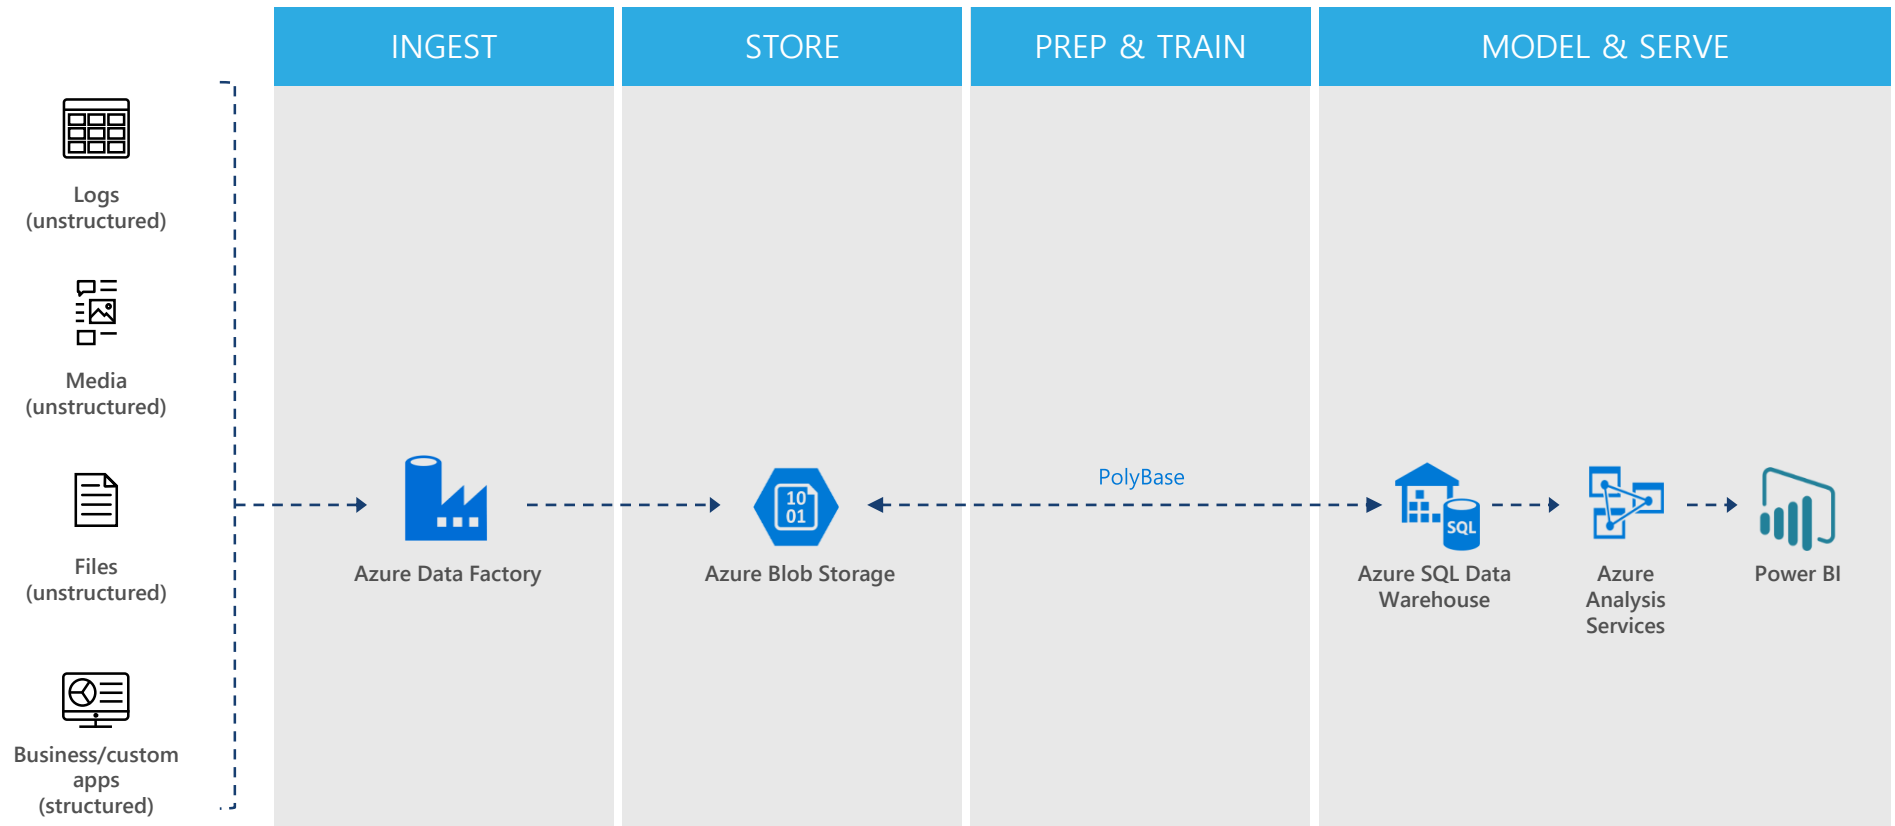 INGEST
STORE
PREP & TRAIN
MODEL & SERVE
Logs
(unstructured)
Media
(unstructured)
Files
(unstructured)
Business/custom
apps
(structured)
Azure Data Factory
10
01
Azure Blob Storage
PolyBase
SQL
Azure SQL Data
Warehouse
Azure
Analysis
Services
Power BI